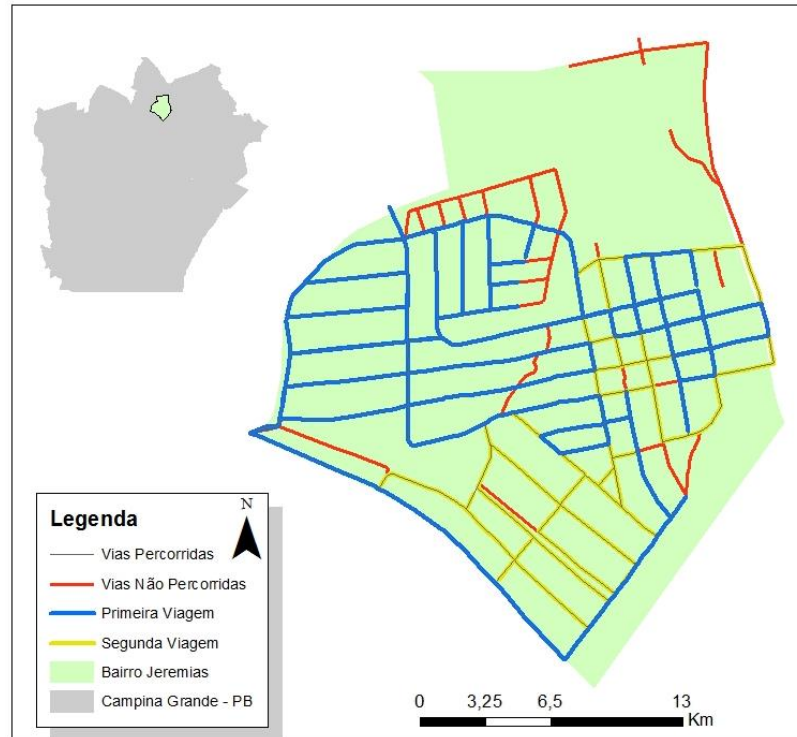 Legenda
N
Vias Percorridas
Vias Não Percorridas
Primeira Viagem
Segunda Viagem
Bairro Jeremias
Campina Grande - PB
0 3,25 6,5 13
Km